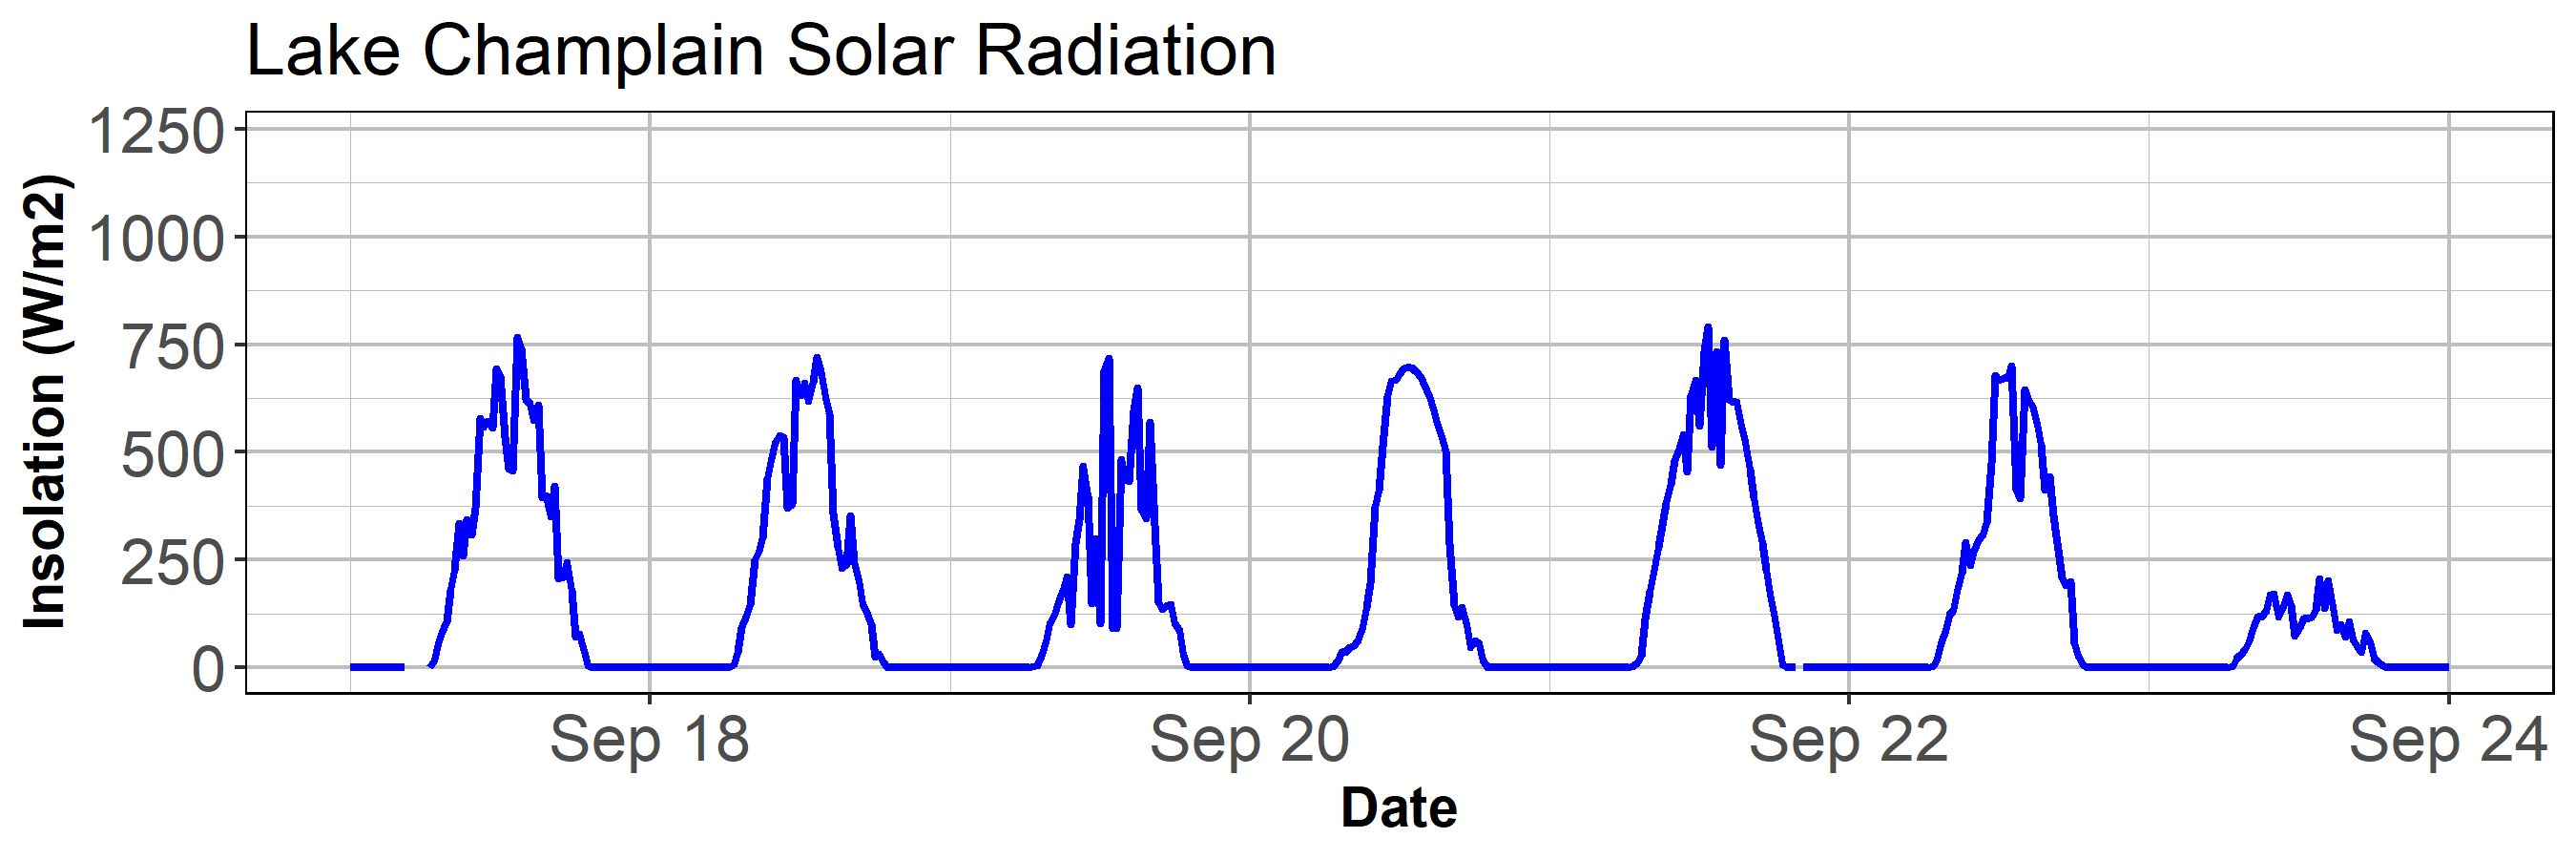 Lake Champlain Solar Radiation
Insolation (W/m2)
1250
1000
750
500
250
0
Sep 18 Sep 20 Sep 22 Sep 24
Date